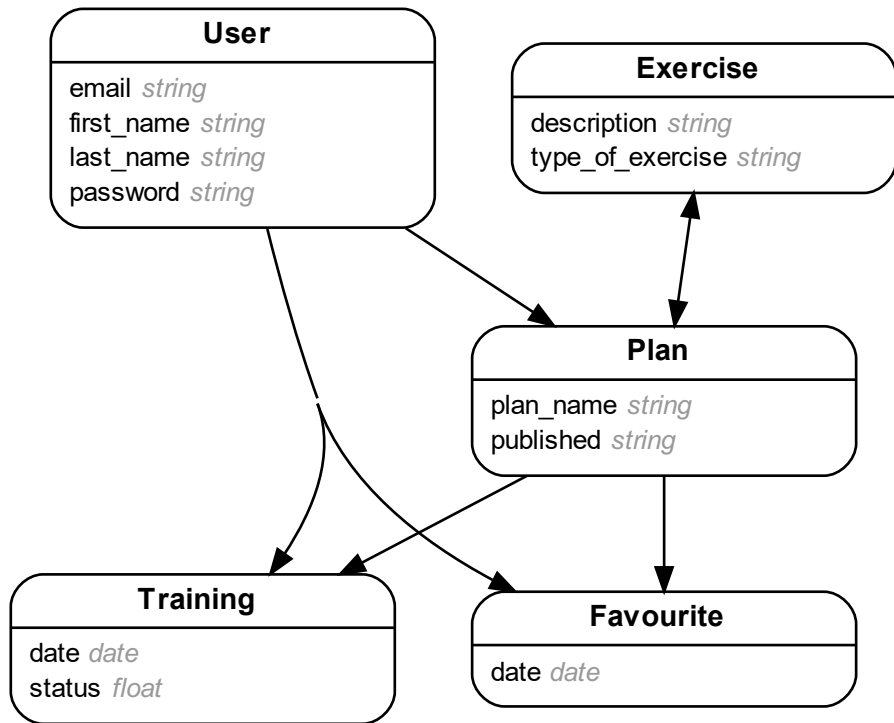 User
email string
first_name string
last_name string
password string
Exercise
description string
type_of_exercise string
Plan
plan_name string
published string
Training
date date
status float
Favourite
date date